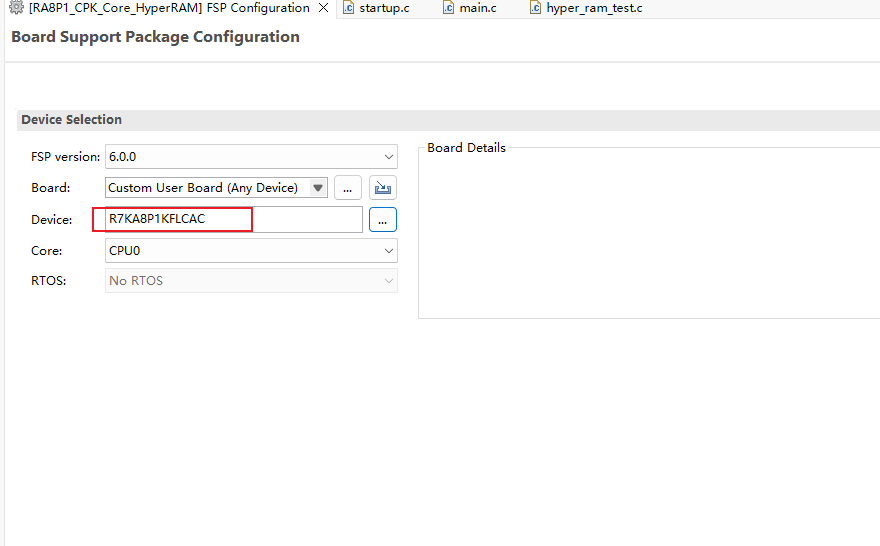 [RA8P1_CPK_Core_HyperRAM] FSP Configuration startup.c main.c hyper_ram_test.c
Board Support Package Configuration
Device Selection
FSP version: 6.0.0
Board Details
Board: Custom User Board (Any Device) ...
Device: R7KA8P1KFLCAC ...
Core: CPU0
RTOS: No RTOS